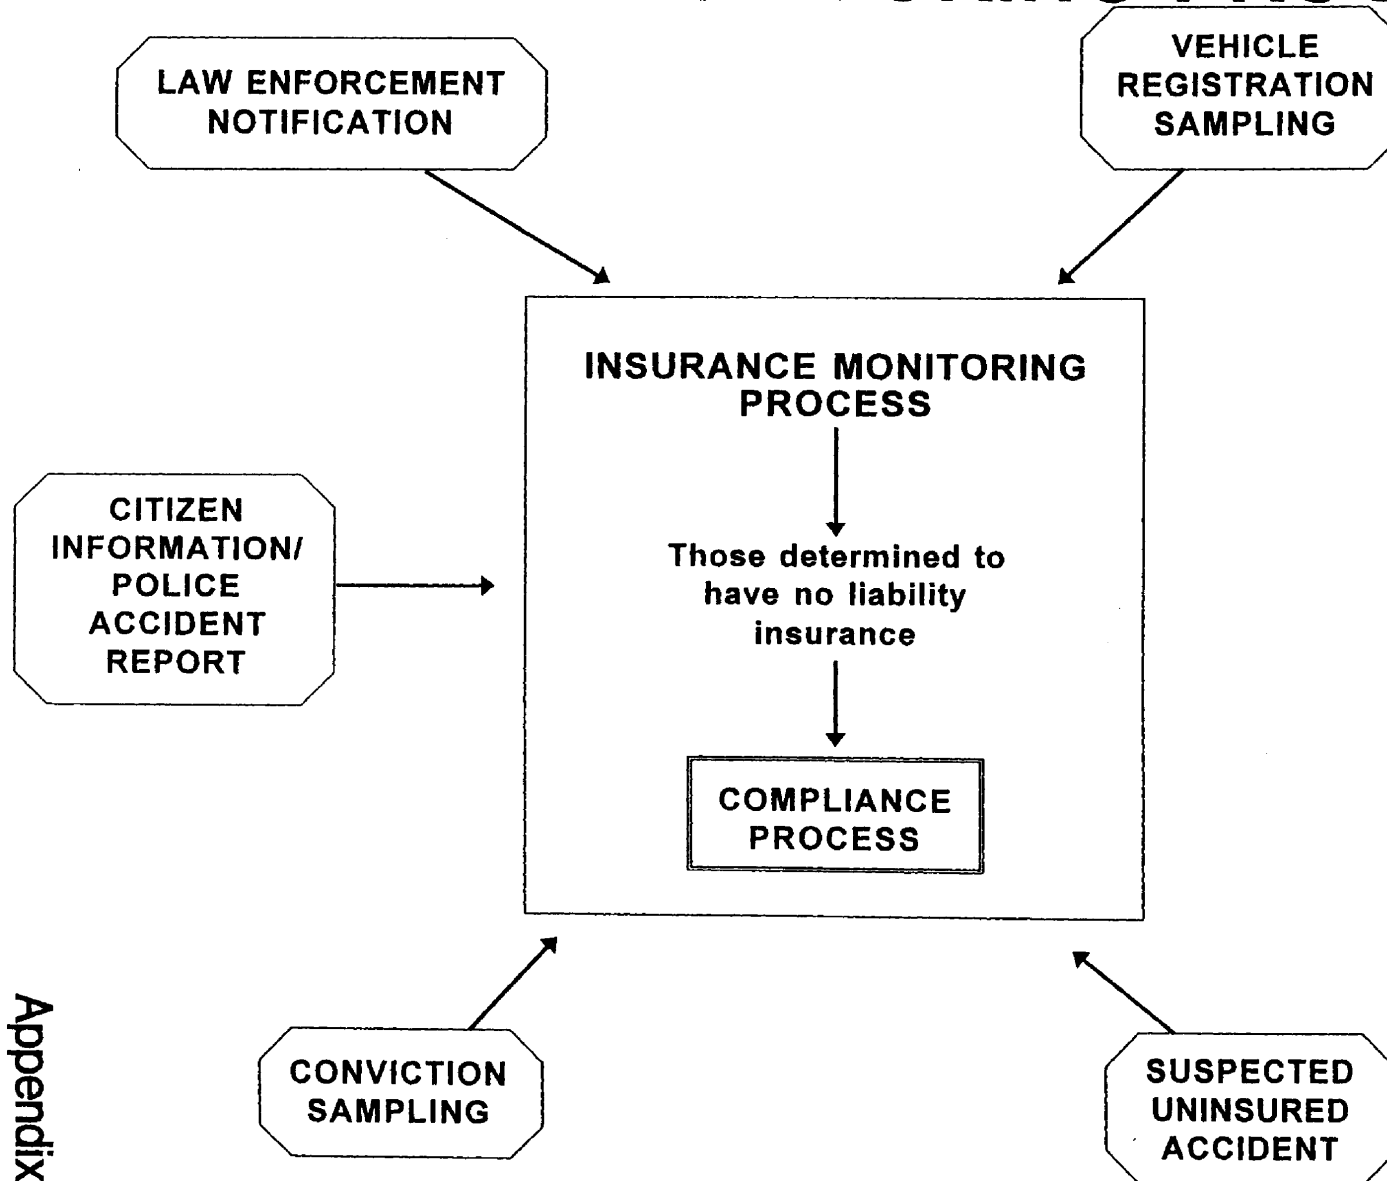 LAW ENFORCEMENT
NOTIFICATION
VEHICLE
REGISTRATION
SAMPLING
INSURANCE MONITORING
PROCESS
CITIZEN
INFORMATION/
POLICE
ACCIDENT
REPORT
Those determined to
have no liability
insurance
COMPLIANCE
PROCESS
CONVICTION
SAMPLING
SUSPECTED
UNINSURED
ACCIDENT
Appendix